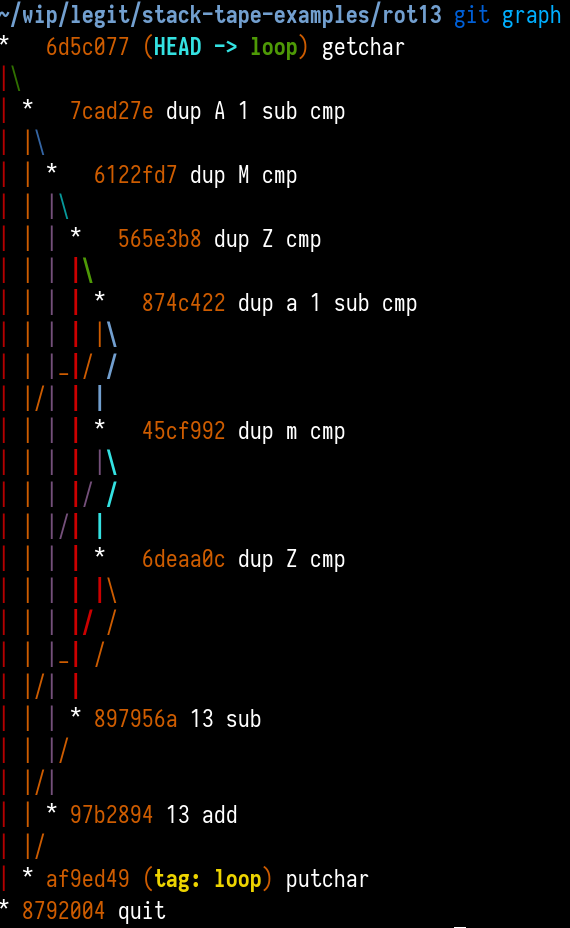 ~/wip/legit/stack-tape-examples/rot13 git graph
* 6d5c077 (HEAD -> loop) getchar
* 7cad27e dup A 1 sub cmp
* 6122fd7 dup M cmp
* 565e3b8 dup Z cmp
* 874c422 dup a 1 sub cmp
* 45cf992 dup m cmp
* 6deaa0c dup Z cmp
* 897956a 13 sub
* 97b2894 13 add
* af9ed49 (tag: loop) putchar
* 8792004 quit